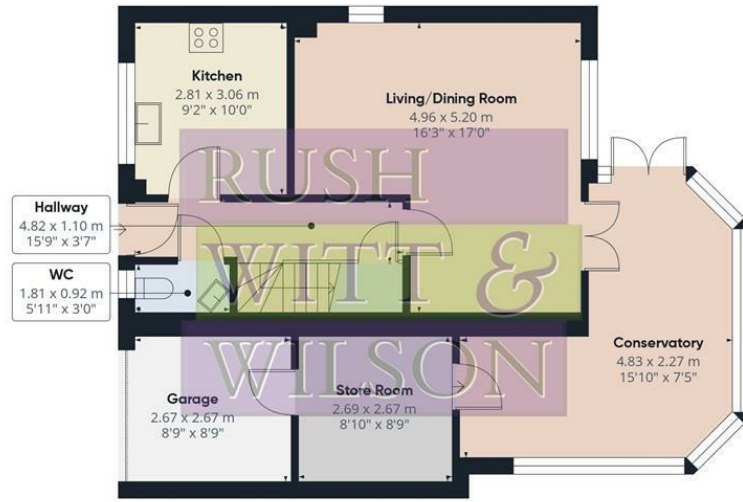 Kitchen
2.81 x 3.06 m
9'2" x 10'0"
Living/Dining Room
4.96 x 5.20 m
16'3" x 17'0"
RUSH
WITT &
WILSON
Hallway
4.82 x 1.10 m
15'9" x 3'7"
WC
1.81 x 0.92 m
5'11" x 3'0"
Conservatory
4.83 x 2.27 m
15'10" x 7'5"
Garage
2.67 x 2.67 m
8'9" x 8'9"
Store Room
2.69 x 2.67 m
8'10" x 8'9"